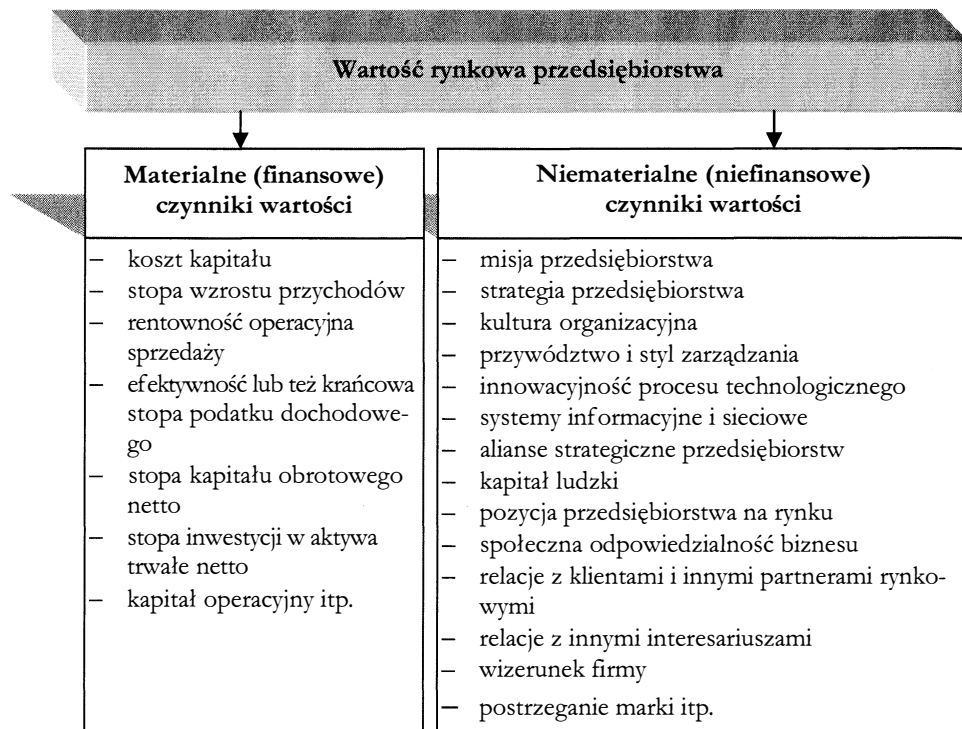 Wartość rynkowa przedsiębiorstwa
Materialne (finansowe)
czynniki wartości
– koszt kapitału
– stopa wzrostu przychodów
– rentowność operacyjna
sprzedaży
– efektywność lub też krańcowa
stopa podatku dochodowe-
go
– stopa kapitału obrotowego
netto
– stopa inwestycji w aktywa
trwałe netto
– kapitał operacyjny itp.
Niematerialne (niefinansowe)
czynniki wartości
– misja przedsiębiorstwa
– strategia przedsiębiorstwa
– kultura organizacyjna
– przywództwo i styl zarządzania
– innowacyjność procesu technologicznego
– systemy informacyjne i sieciowe
– alianse strategiczne przedsiębiorstw
– kapitał ludzki
– pozycja przedsiębiorstwa na rynku
– społeczna odpowiedzialność biznesu
– relacje z klientami i innymi partnerami rynko-
wymi
– relacje z innymi interesariuszami
– wizerunek firmy
– postrzeganie marki itp.